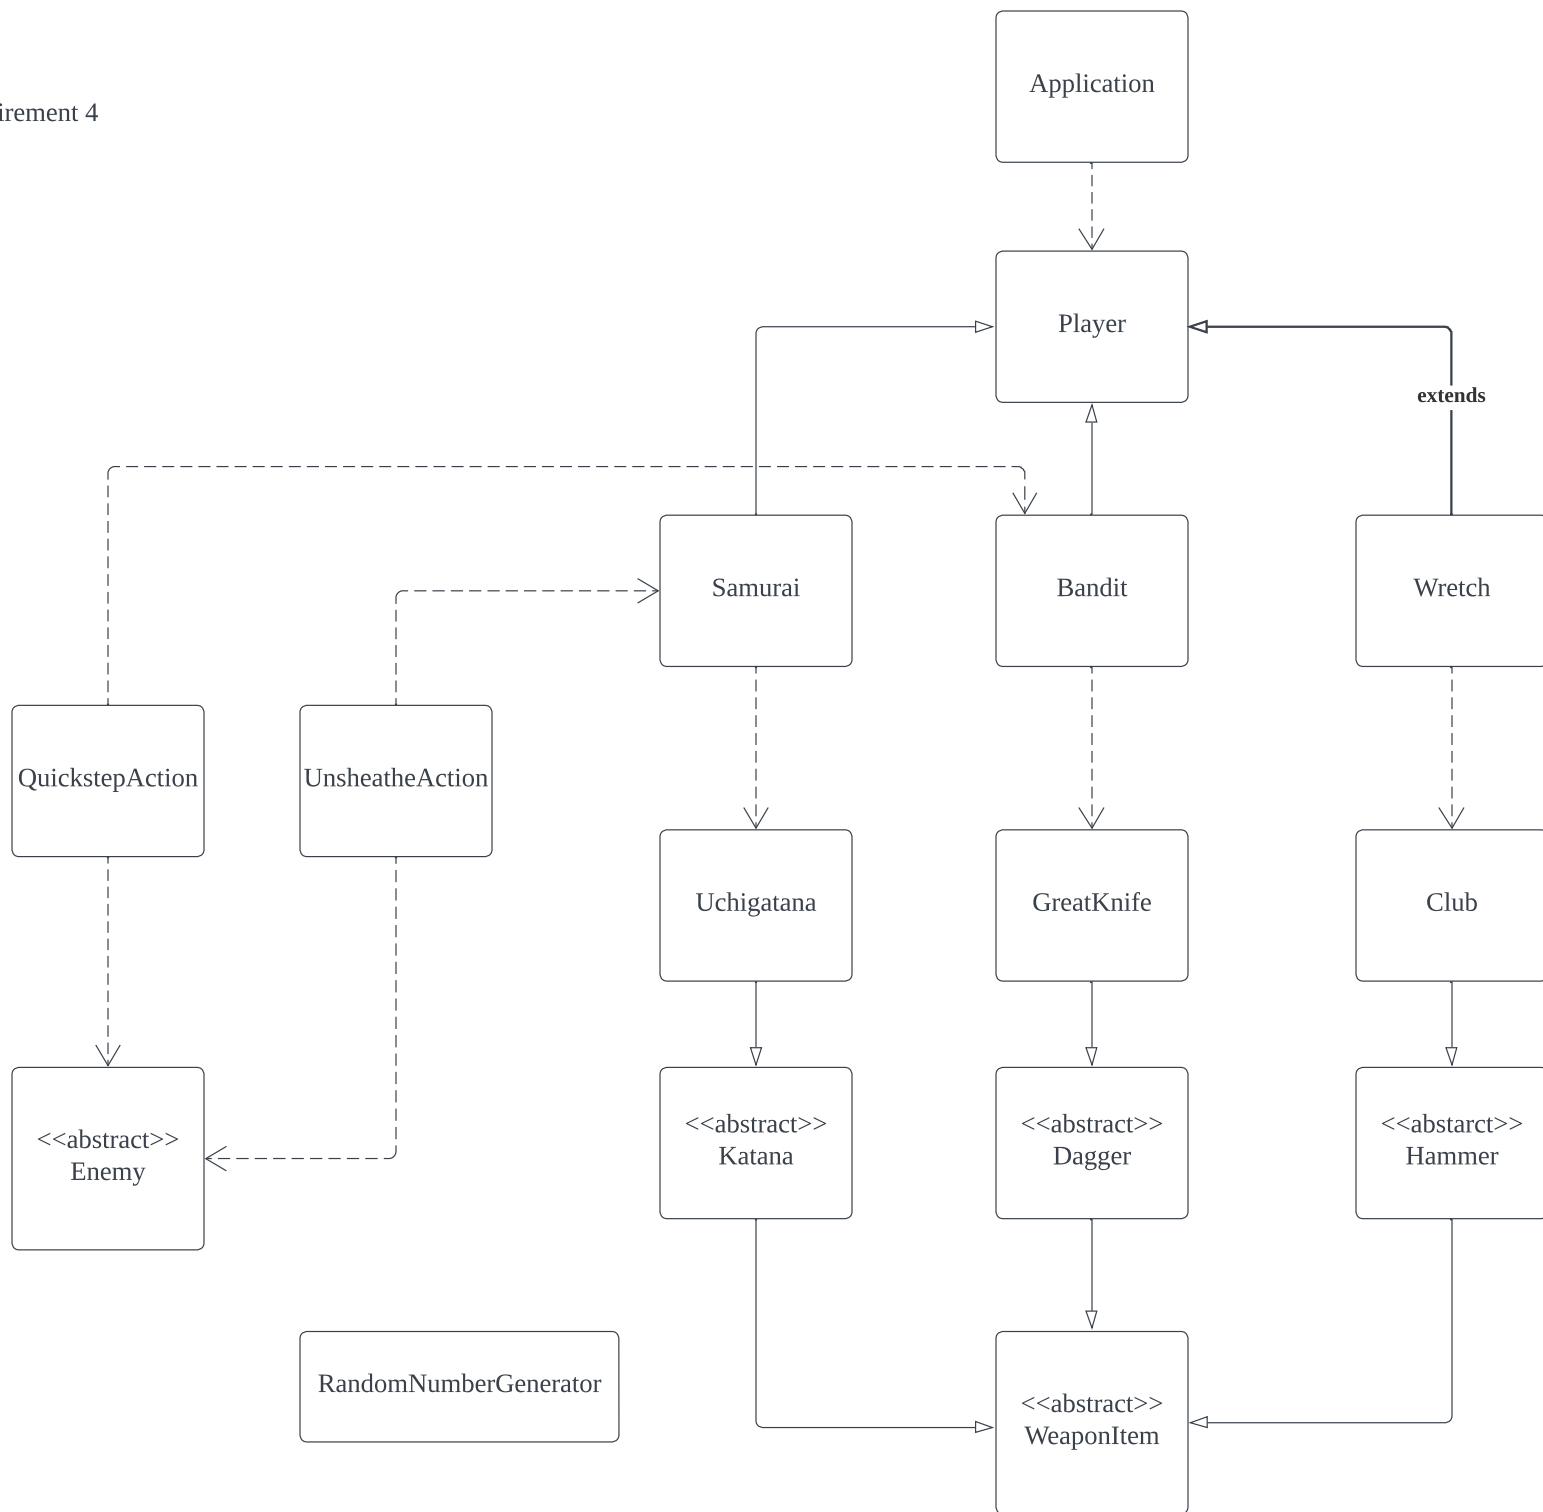 Application
irement 4
Player
extends
Samurai
Bandit
Wretch
QuickstepAction
UnsheatheAction
Uchigatana
GreatKnife
Club
<<abstract>>
Enemy
<<abstract>>
Katana
<<abstract>>
Dagger
<<abstarct>>
Hammer
RandomNumberGenerator
<<abstract>>
WeaponItem